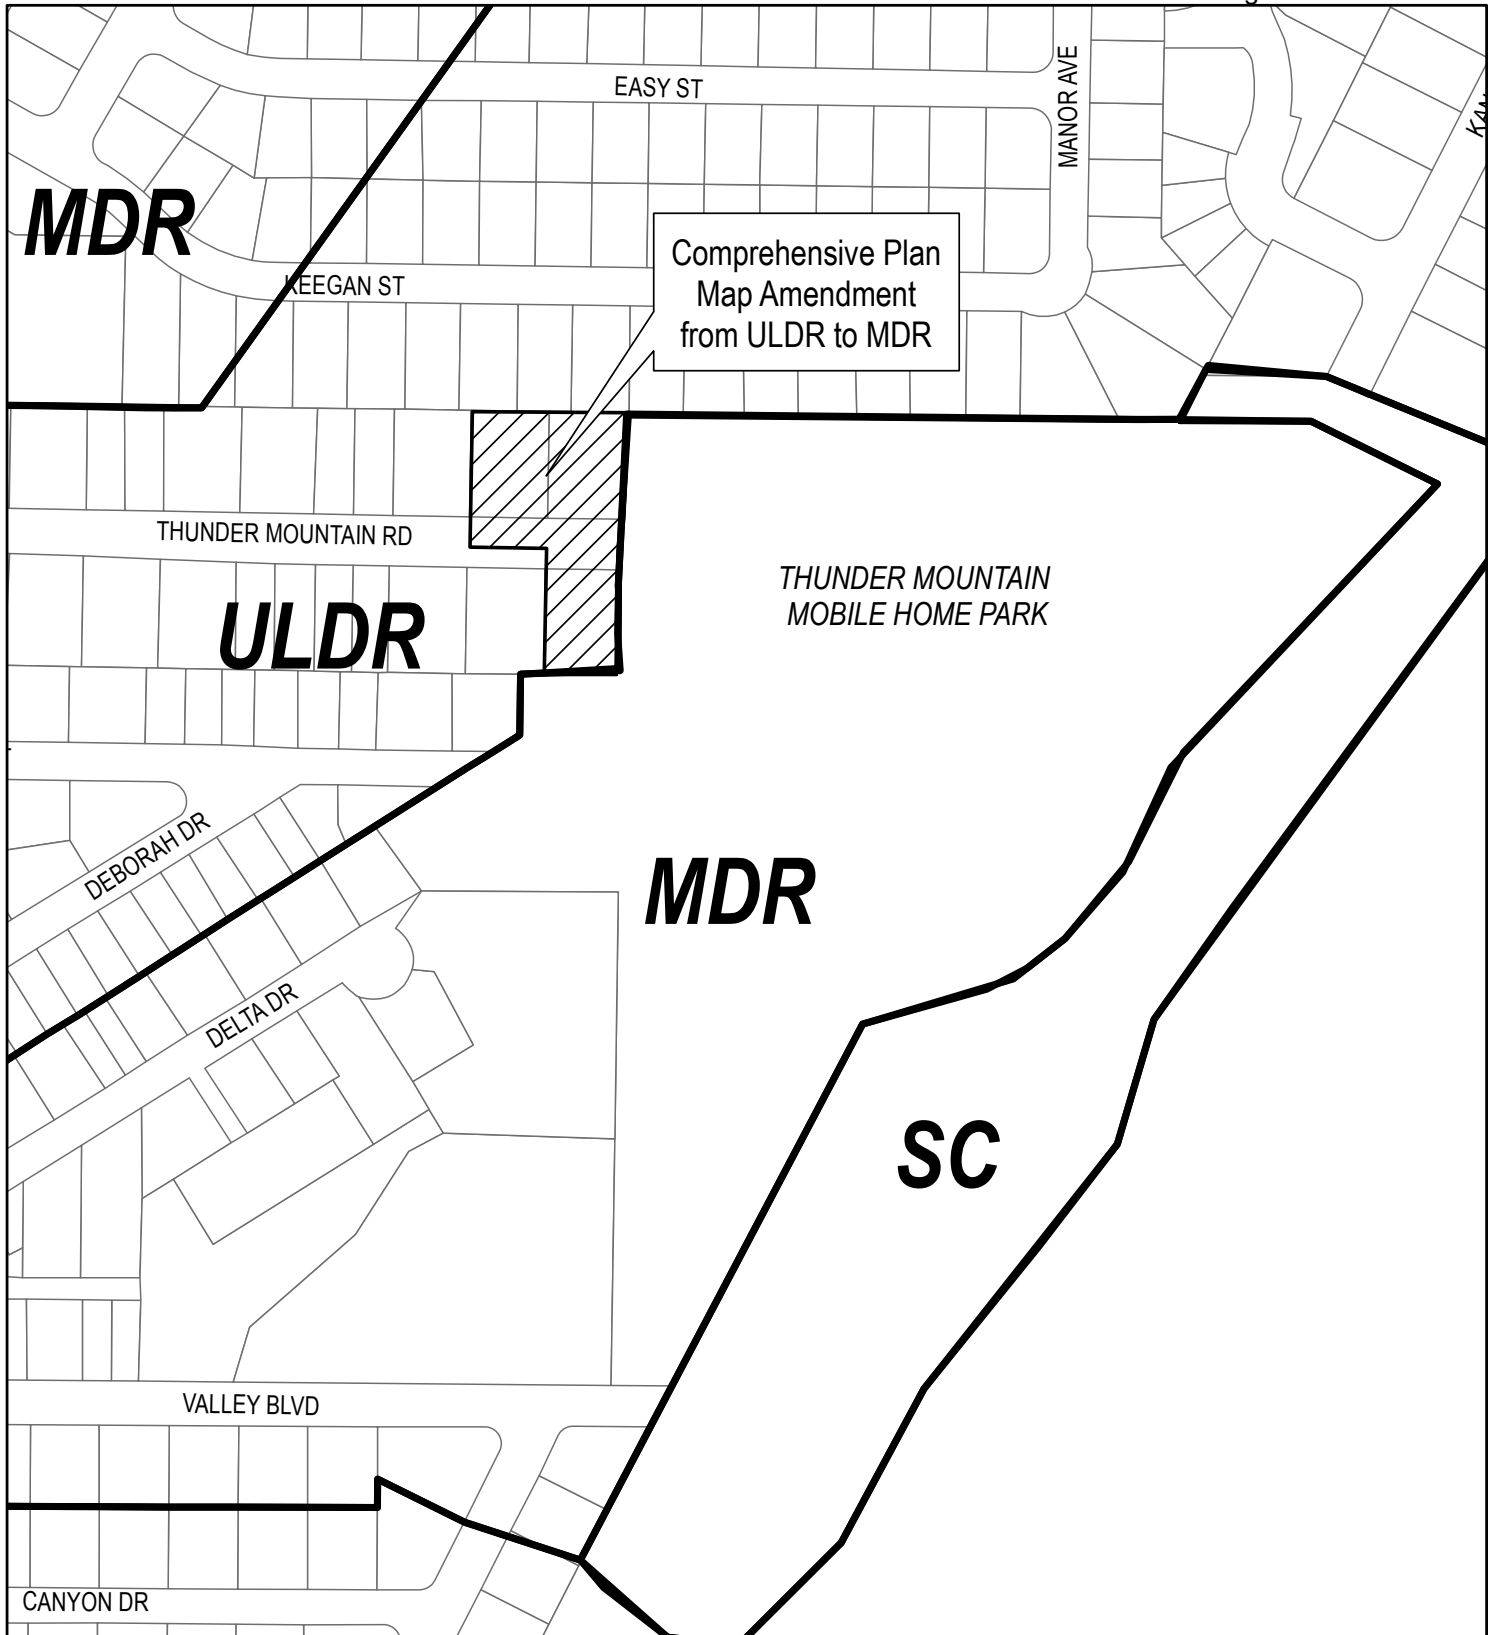 EASY ST
MANOR AVE
MDR
Comprehensive Plan
Map Amendment
from ULDR to MDR
KEEGAN ST
THUNDER MOUNTAIN RD
THUNDER MOUNTAIN
MOBILE HOME PARK
ULDR
DEBORAH DR
MDR
DELTA DR
SC
VALLEY BLVD
CANYON DR